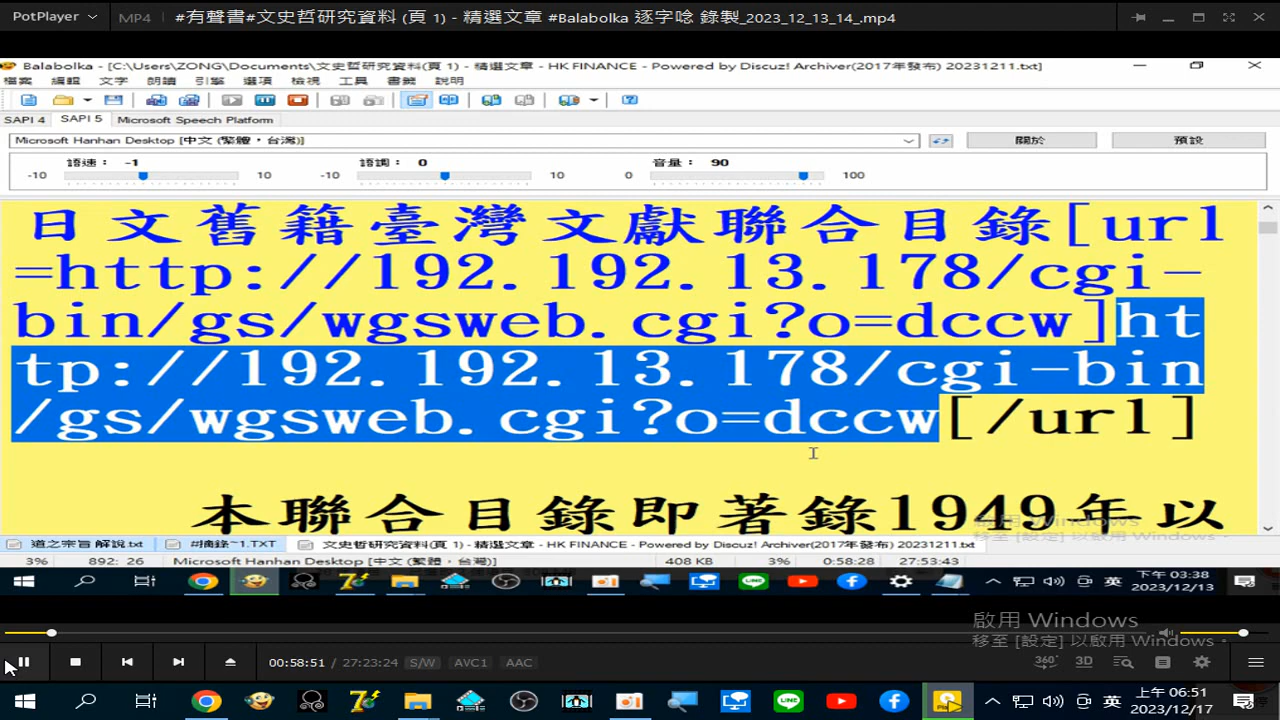 PotPlayer MP4 #有聲書#文史哲研究資料 (頁 1) - 精選文章 #Balabolka 逐字唸 錄製_2023_12_13_14_.mp4
Balabolka - [C:\Users\ZONG\Documents\文史哲研究資料(頁 1) - 精選文章 - HK FINANCE - Powered by Discuz! Archiver(2017年發布) 20231211.txt]
檔案 編輯 文字 朗讀 引擎 選項 檢視 工具 書籤 說明
SAPI 4 SAPI 5 Microsoft Speech Platform
Microsoft Hanhan Desktop [中文 (繁體，台灣)] 關於 預設
語速： -1 語調： 0 音量： 90
-10 10 -10 10 0 100
日文舊籍臺灣文獻聯合目錄[url
=http://192.192.13.178/cgi-
bin/gs/wgsweb.cgi?o=dccw]ht
tp://192.192.13.178/cgi-bin
/gs/wgsweb.cgi?o=dccw[/url]
本聯合目錄即著錄1949年以
啟用 Windows
移至 [設定] 以啟用 Windows。
道之宗旨 解說.txt #摘錄~1.TXT 文史哲研究資料(頁 1) - 精選文章 - HK FINANCE - Powered by Discuz! Archiver(2017年發布) 20231211.txt
3% 892: 26 Microsoft Hanhan Desktop [中文 (繁體，台灣)] 408 KB 3% 0:58:28 27:53:43
英 下午 03:38
2023/12/13
啟用 Windows
移至 [設定] 以啟用 Windows。
00:58:51 / 27:23:24 S/W AVC1 AAC 360° 3D
英 上午 06:51
2023/12/17